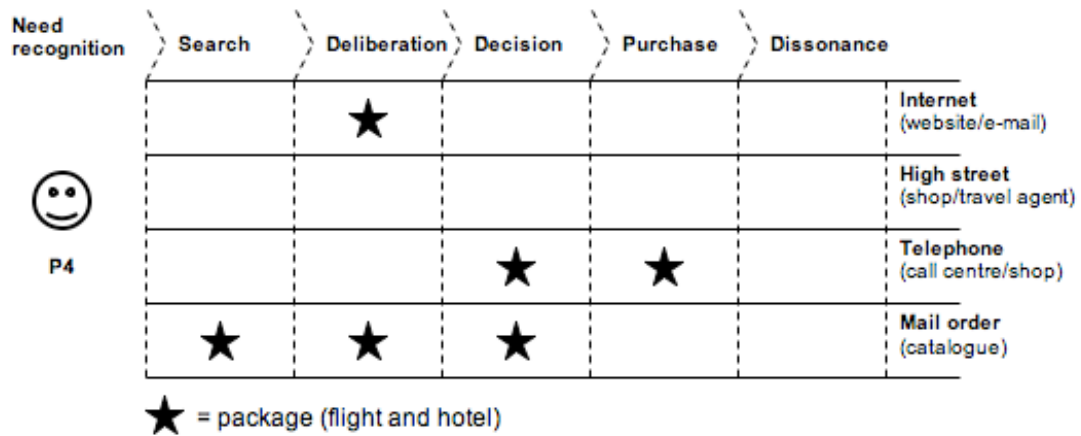 Need
recognition
Search
Deliberation
Decision
Purchase
Dissonance
Internet
(website/e-mail)
High street
(shop/travel agent)
P4
Telephone
(call centre/shop)
Mail order
(catalogue)
= package (flight and hotel)